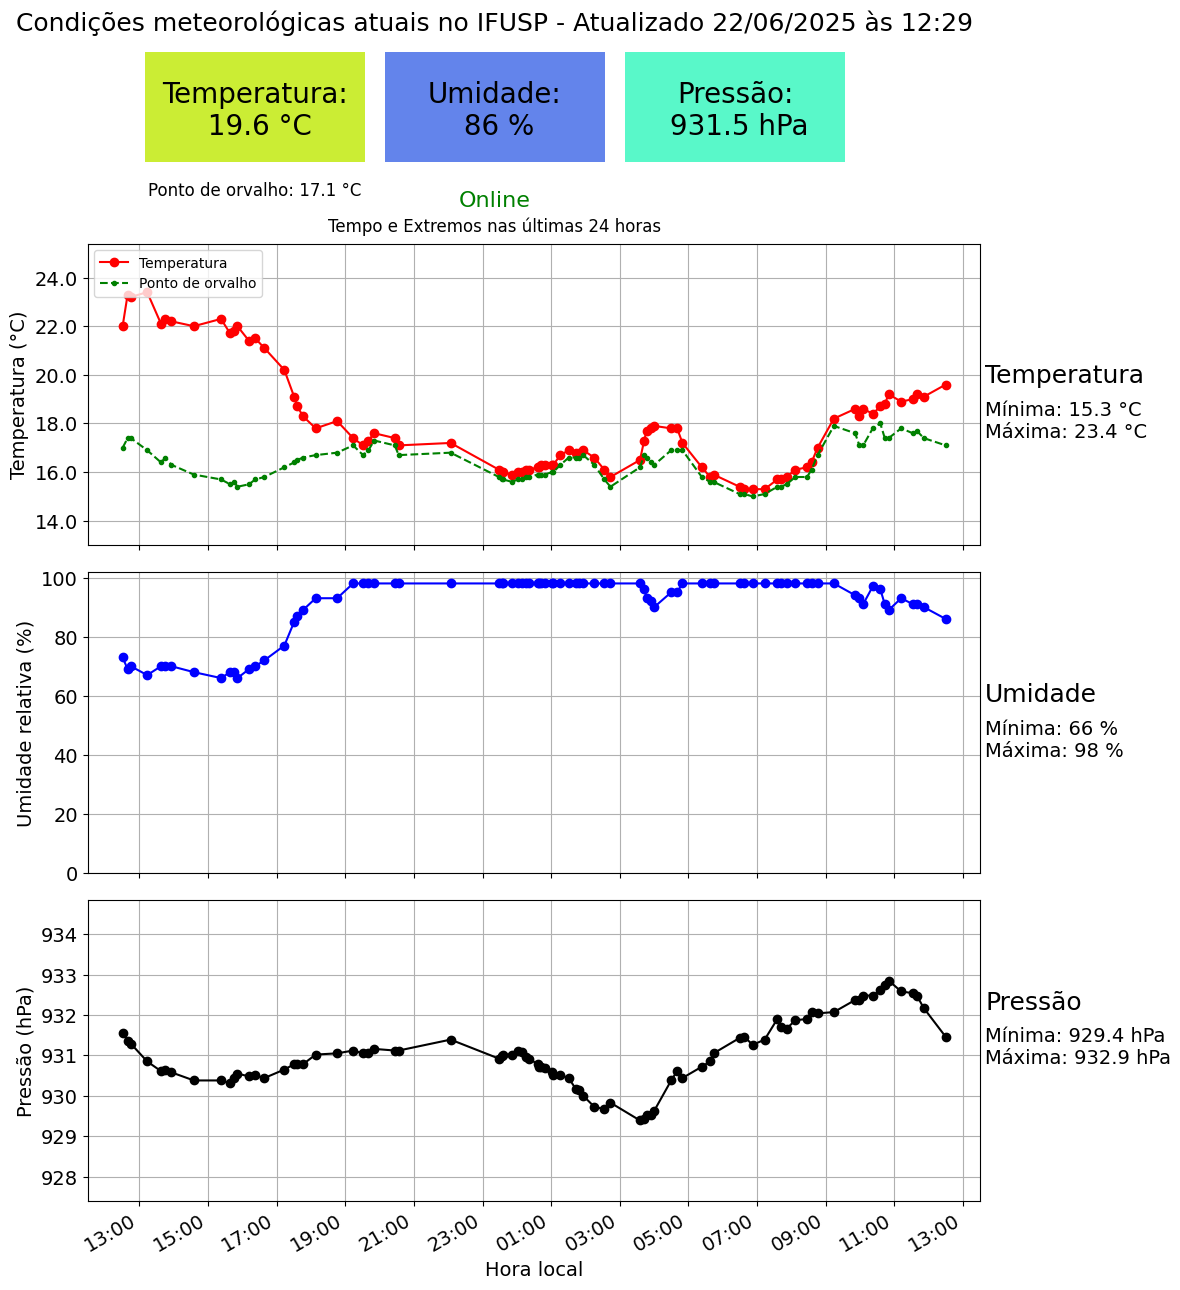 Condições meteorológicas atuais no IFUSP - Atualizado 22/06/2025 às 12:29
Temperatura:
19.6 °C
Umidade:
86 %
Pressão:
931.5 hPa
Ponto de orvalho: 17.1 °C
Online
Tempo e Extremos nas últimas 24 horas
Temperatura
Ponto de orvalho
Temperatura (°C)
24.0
22.0
20.0
18.0
16.0
14.0
Temperatura
Mínima: 15.3 °C
Máxima: 23.4 °C
Umidade relativa (%)
100
80
60
40
20
0
Umidade
Mínima: 66 %
Máxima: 98 %
Pressão (hPa)
934
933
932
931
930
929
928
Pressão
Mínima: 929.4 hPa
Máxima: 932.9 hPa
13:00
15:00
17:00
19:00
21:00
23:00
01:00
03:00
05:00
07:00
09:00
11:00
13:00
Hora local